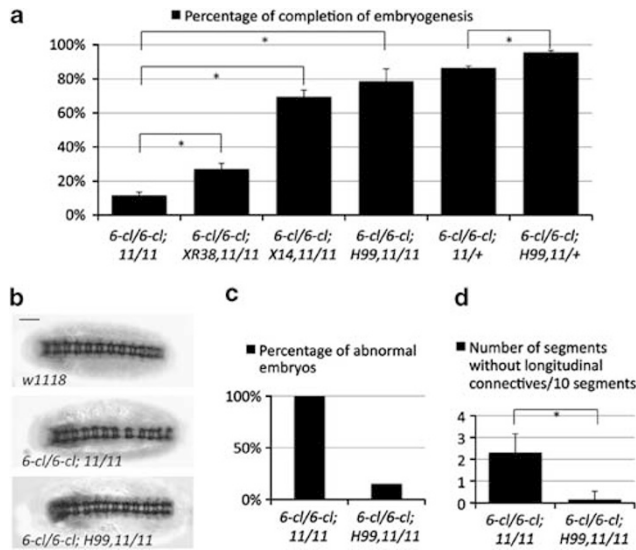 a
Percentage of completion of embryogenesis
* * * * 
100%
80%
60%
40%
20%
0%
6-cl/6-cl; 6-cl/6-cl; 6-cl/6-cl; 6-cl/6-cl; 6-cl/6-cl; 6-cl/6-cl;
11/11 XR38,11/11 X14,11/11 H99,11/11 11/+ H99,11/+
b
w1118
6-cl/6-cl; 11/11
6-cl/6-cl; H99,11/11
c
Percentage of abnormal
embryos
100%
50%
0%
6-cl/6-cl; 6-cl/6-cl;
11/11 H99,11/11
d
Number of segments
without longitudinal
connectives/10 segments
*
4
3
2
1
0
6-cl/6-cl; 6-cl/6-cl;
11/11 H99,11/11